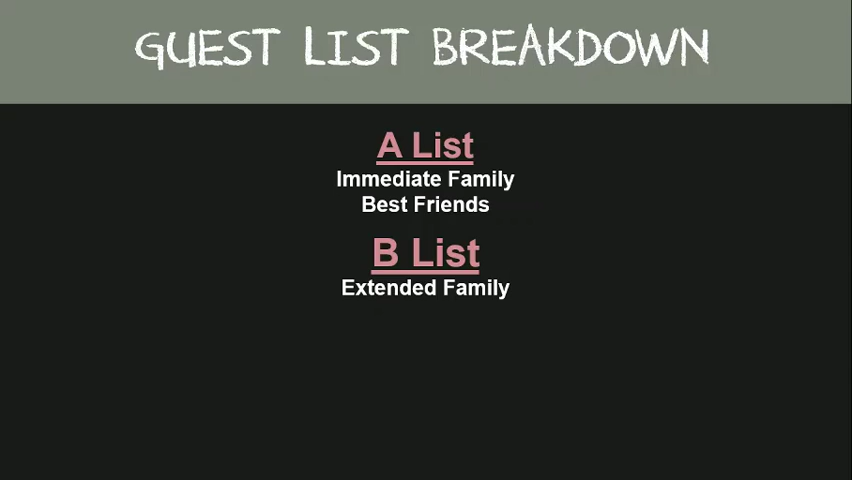 GUEST LIST BREAKDOWN
A List
Immediate Family
Best Friends
B List
Extended Family